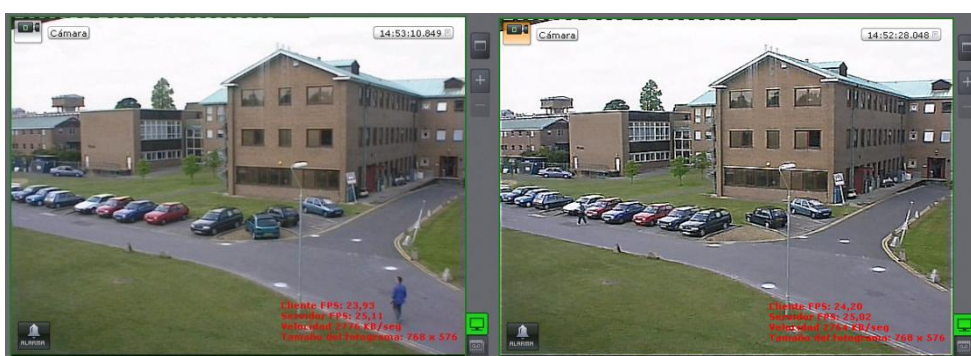 Cámara
14:53:10.849
ALARMA
Cliente FPS: 23,93
Servidor FPS: 25,11
Velocidad 2776 KB/seg
Tamaño del fotograma: 768 x 576
Cámara
14:52:28.048
ALARMA
Cliente FPS: 24,20
Servidor FPS: 25,02
Velocidad 2764 KB/seg
Tamaño del fotograma: 768 x 576